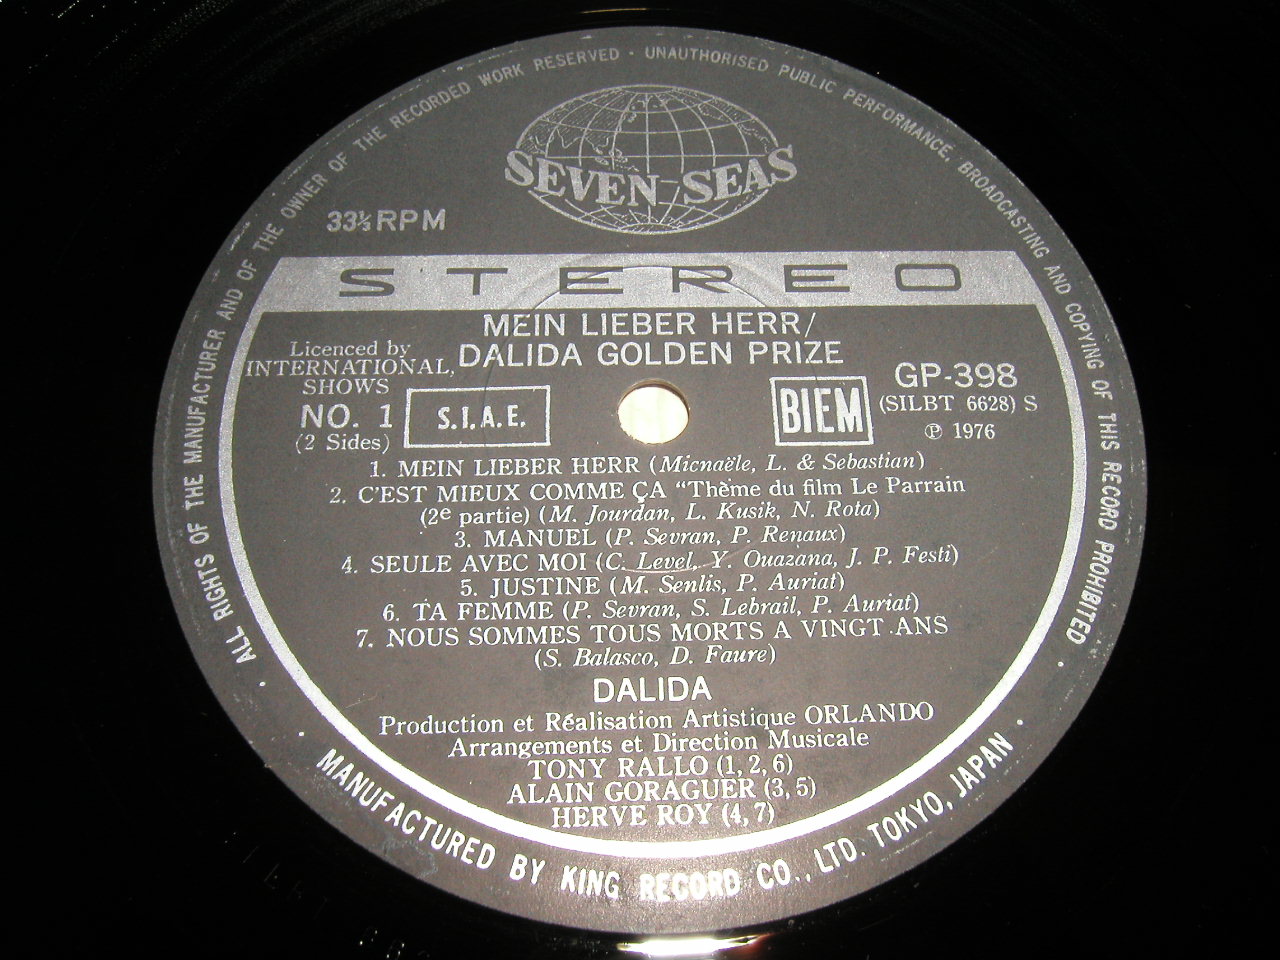 ALL RIGHTS OF THE MANUFACTURER AND OF THE OWNER OF THE RECORDED WORK RESERVED · UNAUTHORISED PUBLIC PERFORMANCE, BROADCASTING AND COPYING OF THIS RECORD PROHIBITED ·
SEVEN SEAS
33⅓ RPM
STEREO
MEIN LIEBER HERR/
DALIDA GOLDEN PRIZE
Licenced by
INTERNATIONAL,
SHOWS
NO. 1
(2 Sides)
S.I.A.E.
BIEM
GP-398
(SILBT 6628) S
℗ 1976
1. MEIN LIEBER HERR (Micnaële, L. & Sebastian)
2. C'EST MIEUX COMME ÇA "Thème du film Le Parrain
(2e partie) (M. Jourdan, L. Kusik, N. Rota)
3. MANUEL (P. Sevran, P. Renaux)
4. SEULE AVEC MOI (C. Level, Y. Ouazana, J. P. Festi)
5. JUSTINE (M. Senlis, P. Auriat)
6. TA FEMME (P. Sevran, S. Lebrail, P. Auriat)
7. NOUS SOMMES TOUS MORTS A VINGT ANS
(S. Balasco, D. Faure)
DALIDA
Production et Réalisation Artistique ORLANDO
Arrangements et Direction Musicale
TONY RALLO (1, 2, 6)
ALAIN GORAGUER (3, 5)
HERVE ROY (4, 7)
· MANUFACTURED BY KING RECORD CO., LTD. TOKYO, JAPAN ·